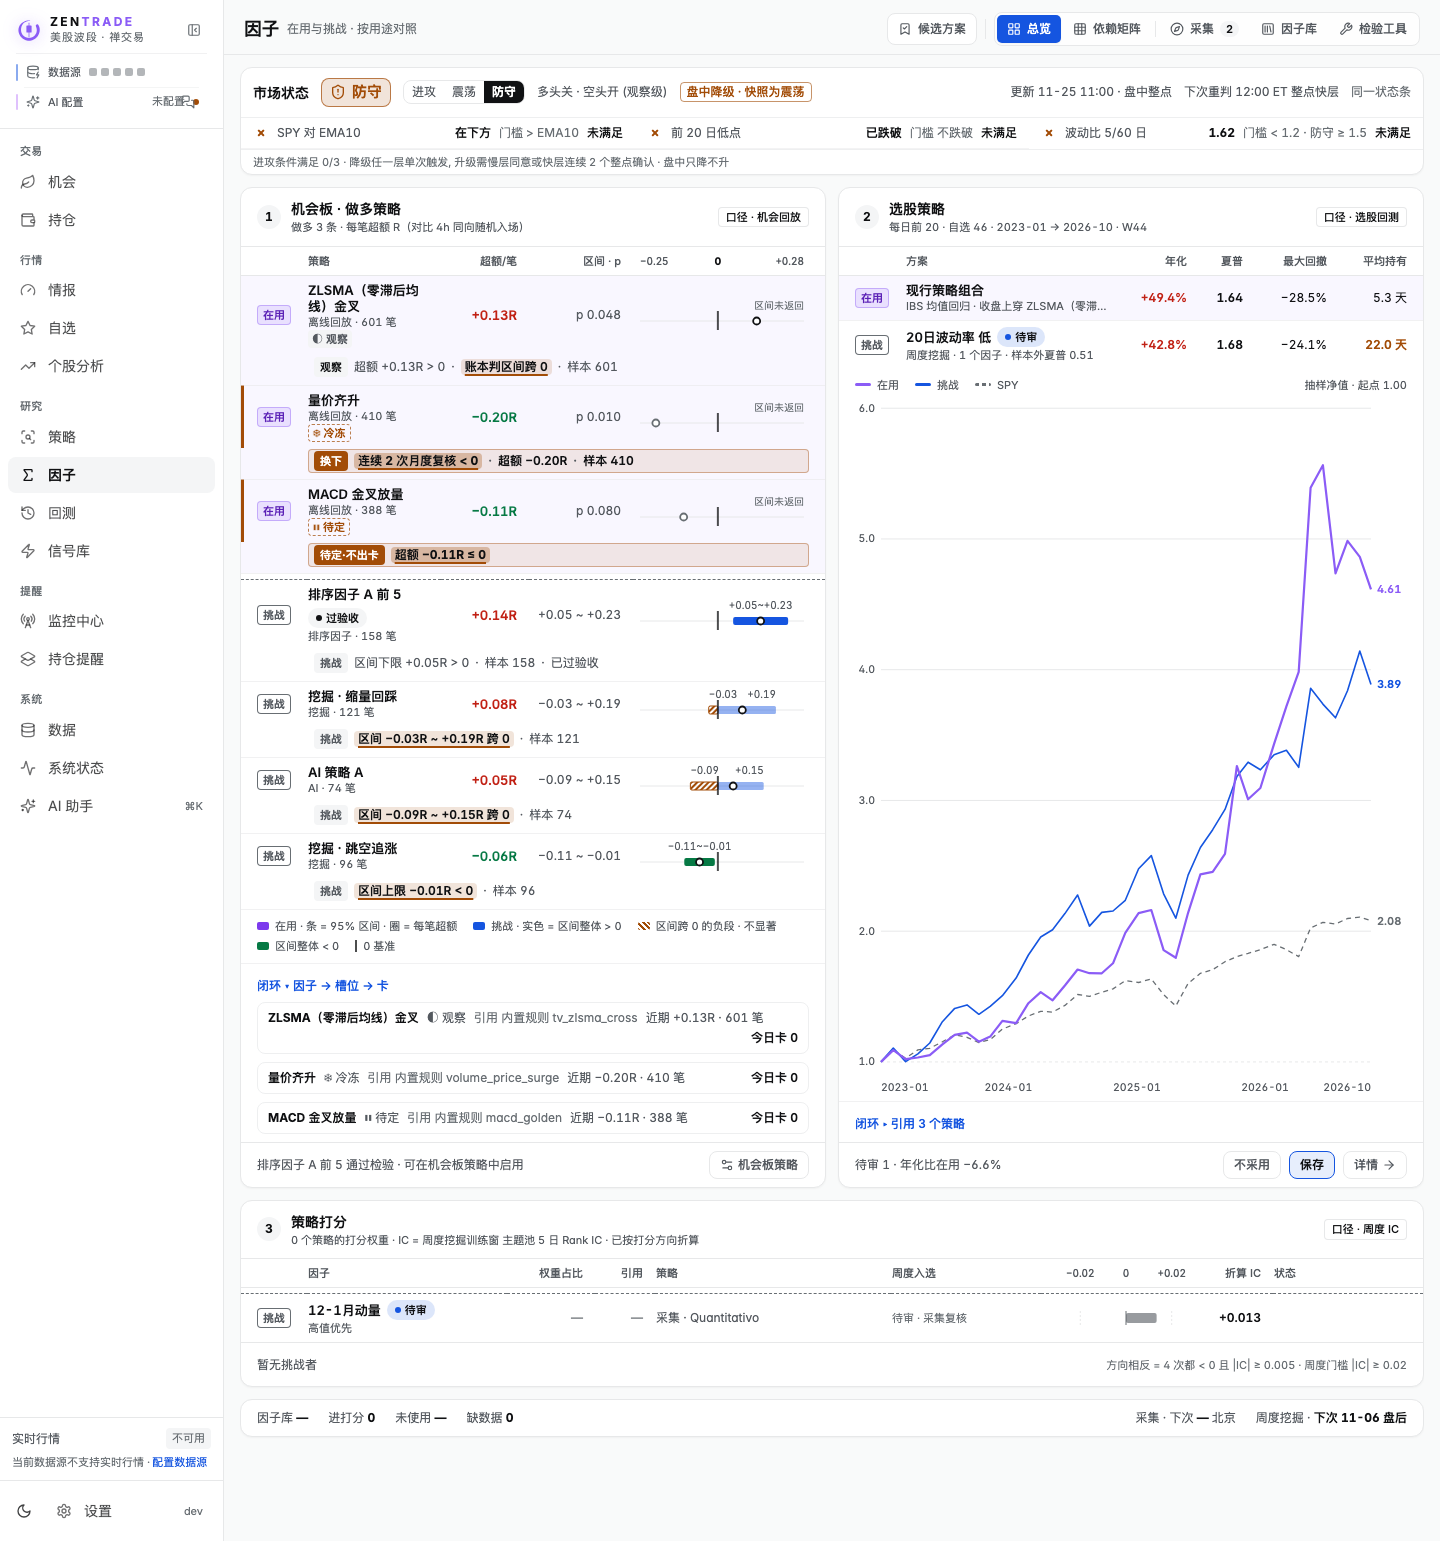 ZENTRADE
美股波段 · 禅交易
数据源
AI 配置 未配置
交易
机会
持仓
行情
情报
自选
个股分析
研究
策略
因子
回测
信号库
提醒
监控中心
持仓提醒
系统
数据
系统状态
AI 助手 ⌘K
实时行情 不可用
当前数据源不支持实时行情 · 配置数据源
设置 dev
因子 在用与挑战 · 按用途对照
候选方案 总览 依赖矩阵 采集 2 因子库 检验工具
市场状态 防守 进攻 震荡 防守 多头关 · 空头开 (观察级) 盘中降级 · 快照为震荡 更新 11-25 11:00 · 盘中整点 下次重判 12:00 ET 整点快层 同一状态条
× SPY 对 EMA10 在下方 门槛 > EMA10 未满足 × 前 20 日低点 已跌破 门槛 不跌破 未满足 × 波动比 5/60 日 1.62 门槛 < 1.2 · 防守 ≥ 1.5 未满足
进攻条件满足 0/3 · 降级任一层单次触发, 升级需慢层同意或快层连续 2 个整点确认 · 盘中只降不升
1 机会板 · 做多策略 口径 · 机会回放
做多 3 条 · 每笔超额 R（对比 4h 同向随机入场）
策略 超额/笔 区间 · p −0.25 0 +0.28
在用 ZLSMA（零滞后均线）金叉 +0.13R p 0.048 区间未返回
离线回放 · 601 笔
观察
观察 超额 +0.13R > 0 · 账本判区间跨 0 · 样本 601
在用 量价齐升 −0.20R p 0.010 区间未返回
离线回放 · 410 笔
❄ 冷冻
换下 连续 2 次月度复核 < 0 · 超额 −0.20R · 样本 410
在用 MACD 金叉放量 −0.11R p 0.080 区间未返回
离线回放 · 388 笔
待定
待定·不出卡 超额 −0.11R ≤ 0
挑战 排序因子 A 前 5 +0.14R +0.05 ~ +0.23 +0.05~+0.23
过验收
排序因子 · 158 笔
挑战 区间下限 +0.05R > 0 · 样本 158 · 已过验收
挑战 挖掘 · 缩量回踩 +0.08R −0.03 ~ +0.19 −0.03 +0.19
挖掘 · 121 笔
挑战 区间 −0.03R ~ +0.19R 跨 0 · 样本 121
挑战 AI 策略 A +0.05R −0.09 ~ +0.15 −0.09 +0.15
AI · 74 笔
挑战 区间 −0.09R ~ +0.15R 跨 0 · 样本 74
挑战 挖掘 · 跳空追涨 −0.06R −0.11 ~ −0.01 −0.11~−0.01
挖掘 · 96 笔
挑战 区间上限 −0.01R < 0 · 样本 96
在用 · 条 = 95% 区间 · 圈 = 每笔超额 挑战 · 实色 = 区间整体 > 0 区间跨 0 的负段 · 不显著
区间整体 < 0 0 基准
闭环 ▾ 因子 → 槽位 → 卡
ZLSMA（零滞后均线）金叉 观察 引用 内置规则 tv_zlsma_cross 近期 +0.13R · 601 笔
今日卡 0
量价齐升 ❄ 冷冻 引用 内置规则 volume_price_surge 近期 −0.20R · 410 笔 今日卡 0
MACD 金叉放量 待定 引用 内置规则 macd_golden 近期 −0.11R · 388 笔 今日卡 0
排序因子 A 前 5 通过检验 · 可在机会板策略中启用 机会板策略
2 选股策略 口径 · 选股回测
每日前 20 · 自选 46 · 2023-01 → 2026-10 · W44
方案 年化 夏普 最大回撤 平均持有
在用 现行策略组合 +49.4% 1.64 −28.5% 5.3 天
IBS 均值回归 · 收盘上穿 ZLSMA（零滞...
挑战 20日波动率 低 待审 +42.8% 1.68 −24.1% 22.0 天
周度挖掘 · 1 个因子 · 样本外夏普 0.51
在用 挑战 SPY 抽样净值 · 起点 1.00
6.0
5.0
4.61
4.0
3.89
3.0
2.08
2.0
1.0
2023-01 2024-01 2025-01 2026-01 2026-10
闭环 ▸ 引用 3 个策略
待审 1 · 年化比在用 −6.6% 不采用 保存 详情 →
3 策略打分 口径 · 周度 IC
0 个策略的打分权重 · IC = 周度挖掘训练窗 主题池 5 日 Rank IC · 已按打分方向折算
因子 权重占比 引用 策略 周度入选 −0.02 0 +0.02 折算 IC 状态
挑战 12-1月动量 待审 — — 采集 · Quantitativo 待审 · 采集复核 +0.013
高值优先
暂无挑战者 方向相反 = 4 次都 < 0 且 |IC| ≥ 0.005 · 周度门槛 |IC| ≥ 0.02
因子库 — 进打分 0 未使用 — 缺数据 0 采集 · 下次 — 北京 周度挖掘 · 下次 11-06 盘后